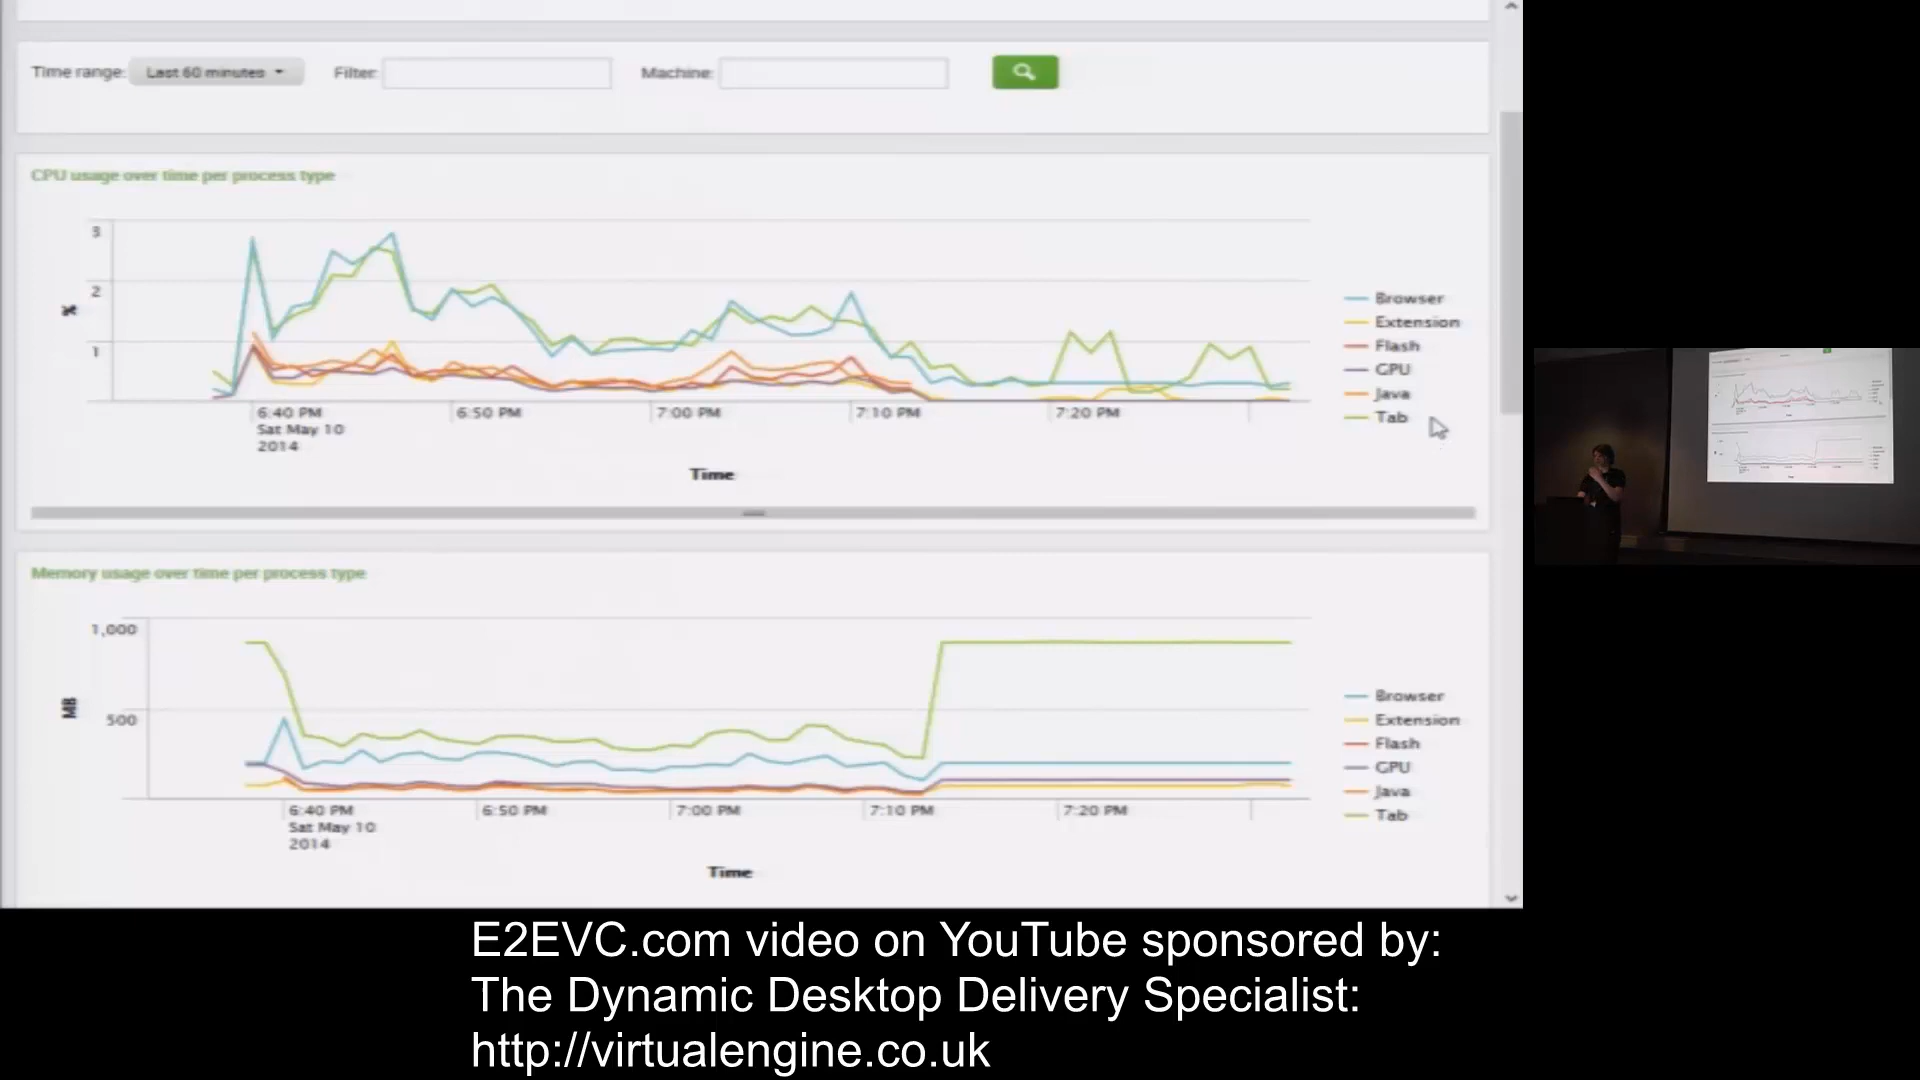 Time range: Last 60 minutes Filter: Machine:
CPU usage over time per process type
3
2
%
1
Browser
Extension
Flash
GPU
Java
Tab
6:40 PM 6:50 PM 7:00 PM 7:10 PM 7:20 PM
Sat May 10
2014
Time
Memory usage over time per process type
1,000
MB
500
Browser
Extension
Flash
GPU
Java
Tab
6:40 PM 6:50 PM 7:00 PM 7:10 PM 7:20 PM
Sat May 10
2014
Time
E2EVC.com video on YouTube sponsored by:
The Dynamic Desktop Delivery Specialist:
http://virtualengine.co.uk